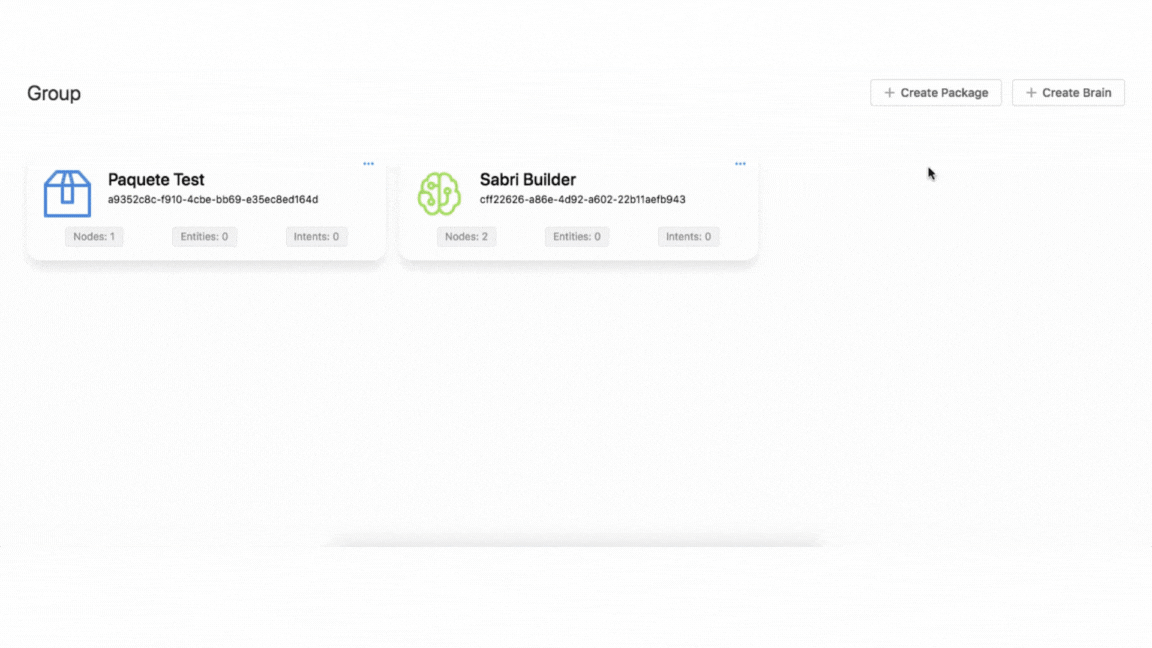 Group
+ Create Package
+ Create Brain
Paquete Test
a9352c8c-f910-4cbe-bb69-e35ec8ed164d
Nodes: 1
Entities: 0
Intents: 0
Sabri Builder
cff22626-a86e-4d92-a602-22b11aefb943
Nodes: 2
Entities: 0
Intents: 0